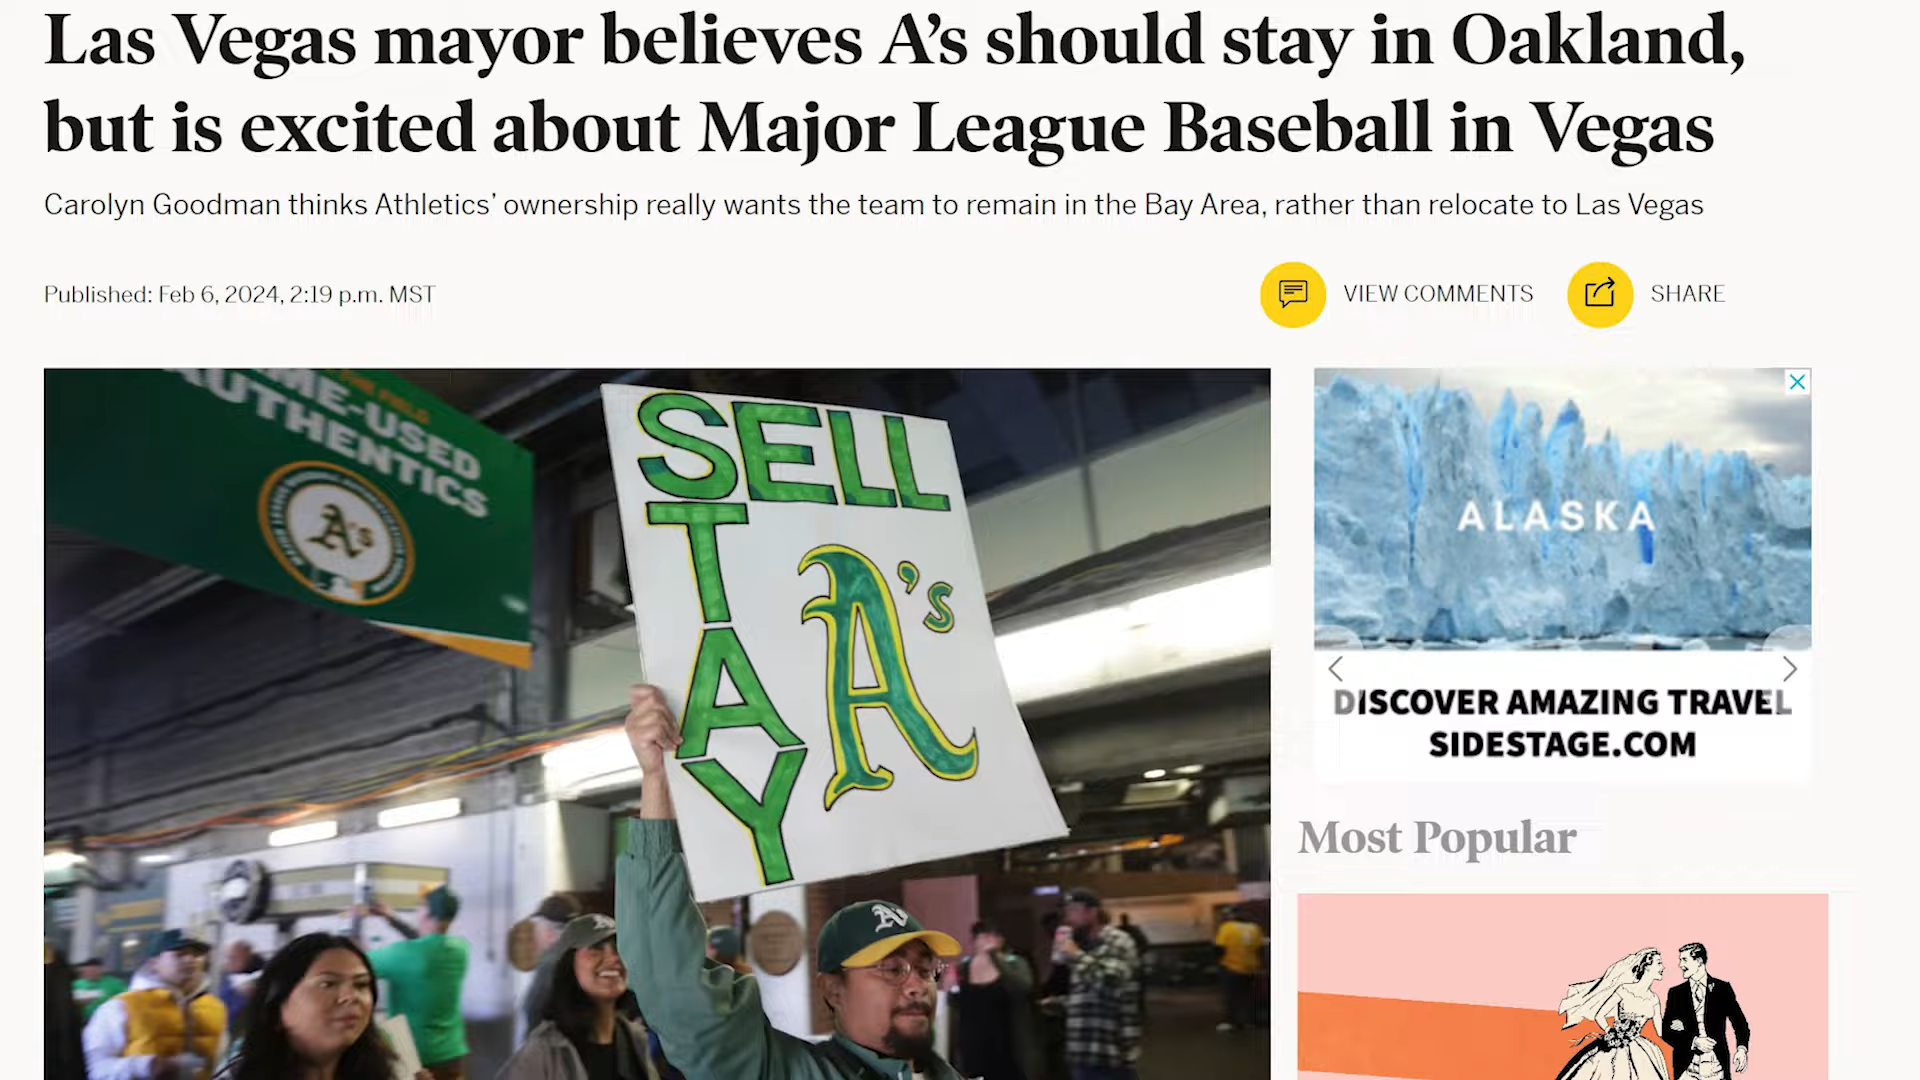 Las Vegas mayor believes A’s should stay in Oakland,
but is excited about Major League Baseball in Vegas
Carolyn Goodman thinks Athletics’ ownership really wants the team to remain in the Bay Area, rather than relocate to Las Vegas
Published: Feb 6, 2024, 2:19 p.m. MST
VIEW COMMENTS
SHARE
AUTHENTICS
A's
SELL
STAY
A's
A's
ALASKA
DISCOVER AMAZING TRAVEL
SIDESTAGE.COM
Most Popular